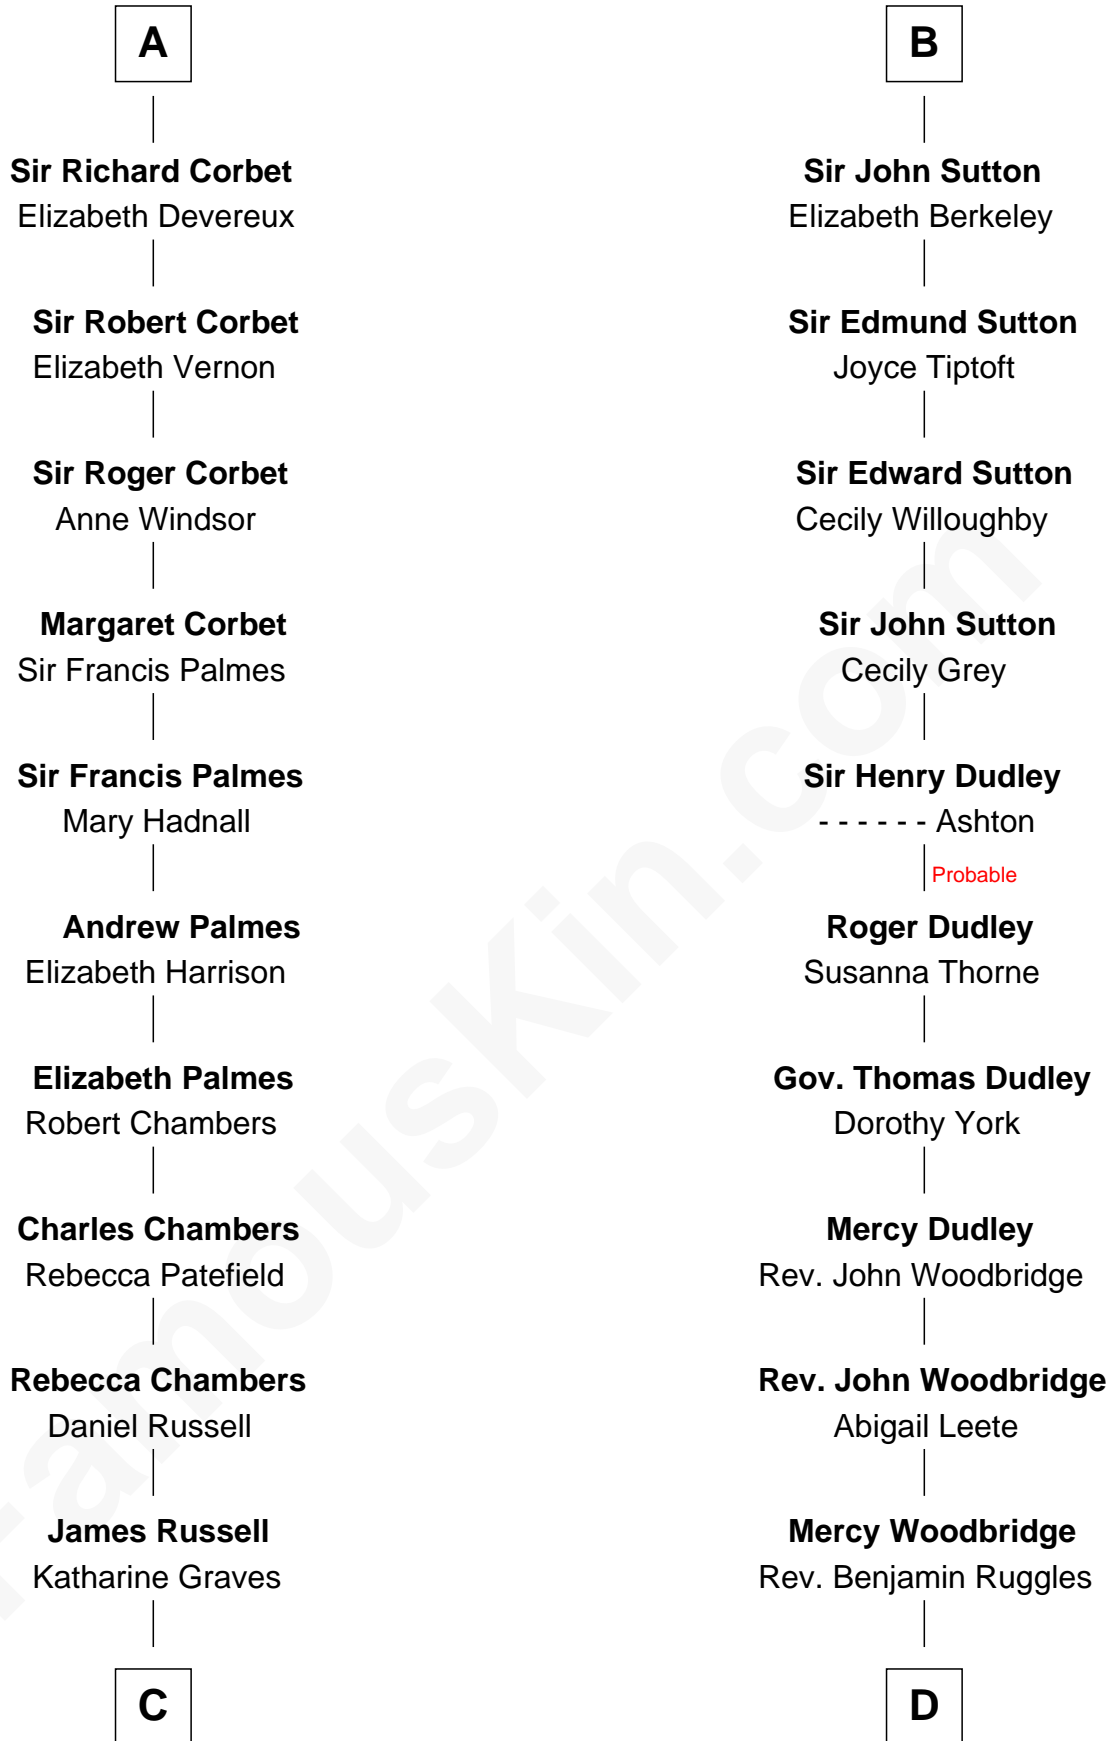 A
Sir Richard Corbet
Elizabeth Devereux
Sir Robert Corbet
Elizabeth Vernon
Sir Roger Corbet
Anne Windsor
Margaret Corbet
Sir Francis Palmes
Sir Francis Palmes
Mary Hadnall
Andrew Palmes
Elizabeth Harrison
Elizabeth Palmes
Robert Chambers
Charles Chambers
Rebecca Patefield
Rebecca Chambers
Daniel Russell
James Russell
Katharine Graves
C
B
Sir John Sutton
Elizabeth Berkeley
Sir Edmund Sutton
Joyce Tiptoft
Sir Edward Sutton
Cecily Willoughby
Sir John Sutton
Cecily Grey
Sir Henry Dudley
- - - - - - Ashton
Probable
Roger Dudley
Susanna Thorne
Gov. Thomas Dudley
Dorothy York
Mercy Dudley
Rev. John Woodbridge
Rev. John Woodbridge
Abigail Leete
Mercy Woodbridge
Rev. Benjamin Ruggles
D
FamousKin.com